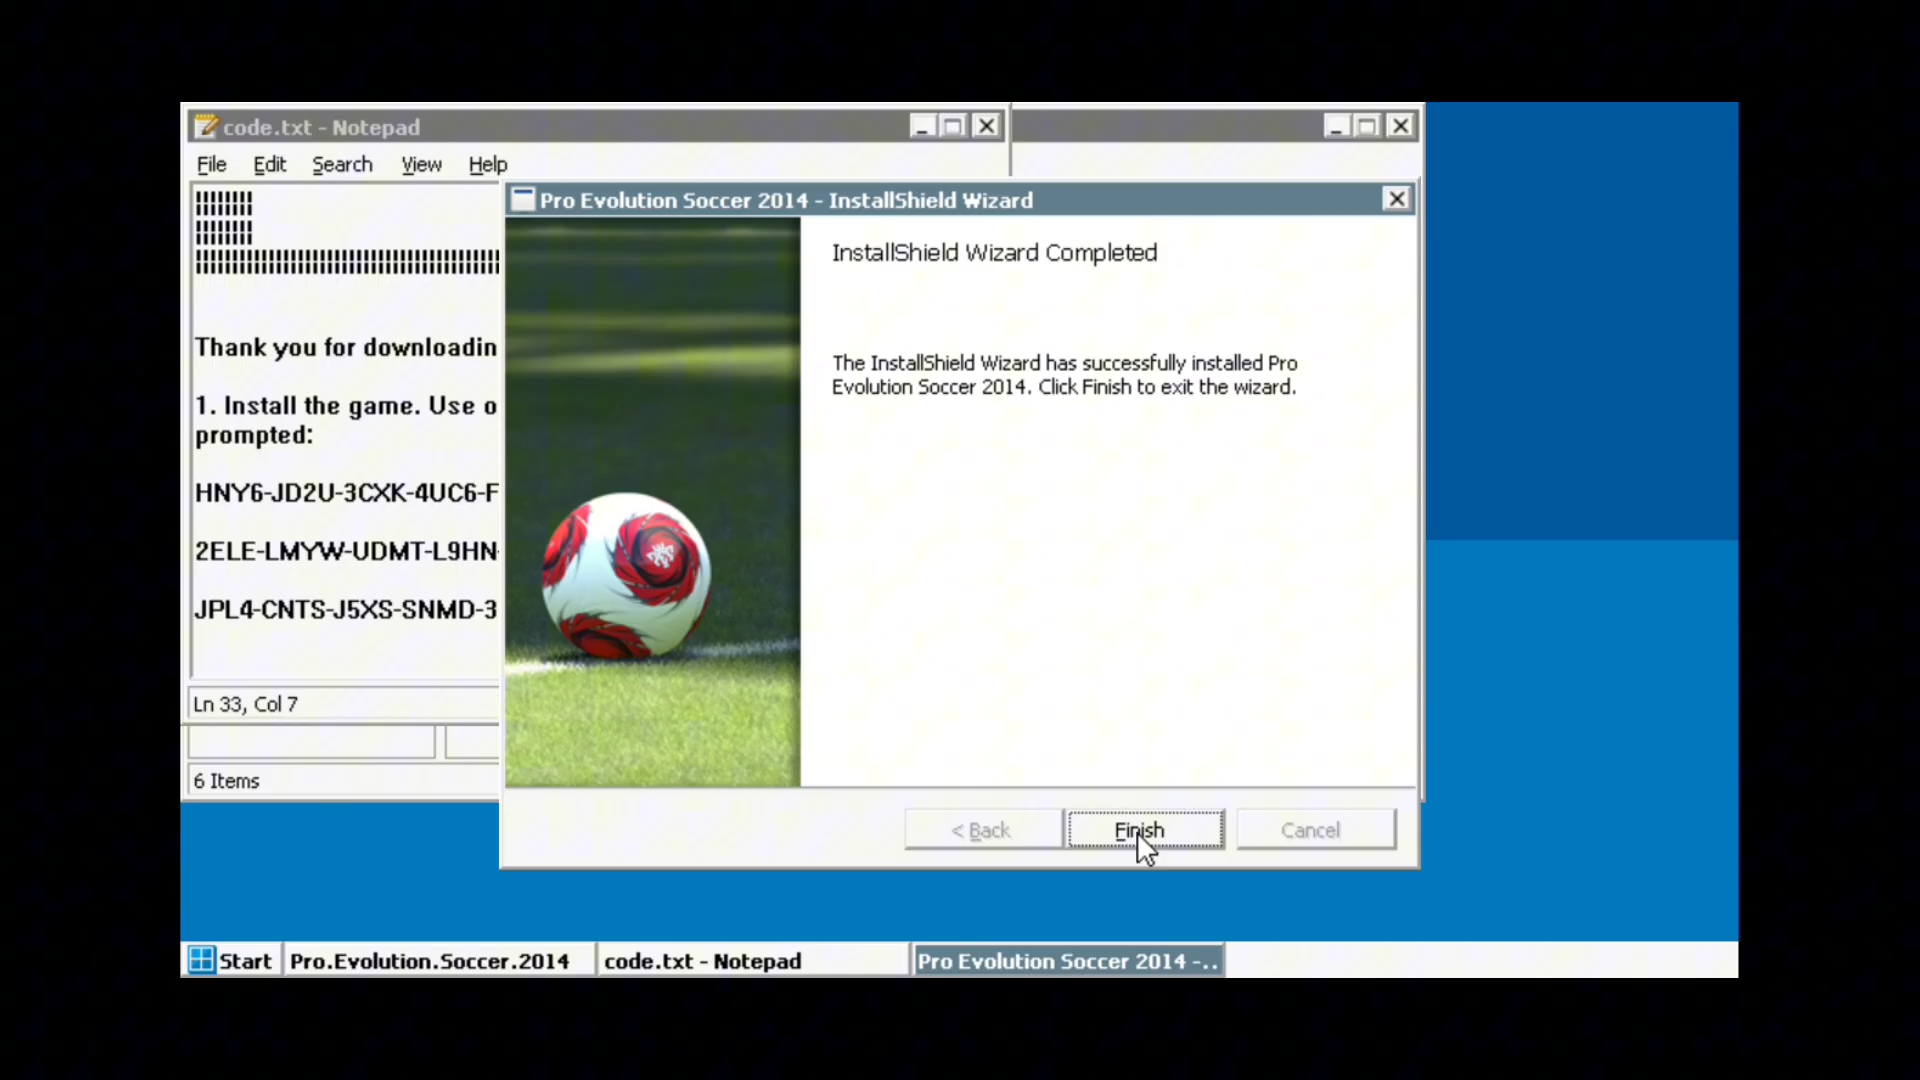 code.txt - Notepad
File Edit Search View Help
Thank you for downloadin
1. Install the game. Use o
prompted:
HNY6-JD2U-3CXK-4UC6-F
2ELE-LMYW-UDMT-L9HN-
JPL4-CNTS-J5XS-SNMD-3
Ln 33, Col 7
6 Items
Pro Evolution Soccer 2014 - InstallShield Wizard
InstallShield Wizard Completed
The InstallShield Wizard has successfully installed Pro
Evolution Soccer 2014. Click Finish to exit the wizard.
< Back Finish Cancel
Start Pro.Evolution.Soccer.2014 code.txt - Notepad Pro Evolution Soccer 2014 -..